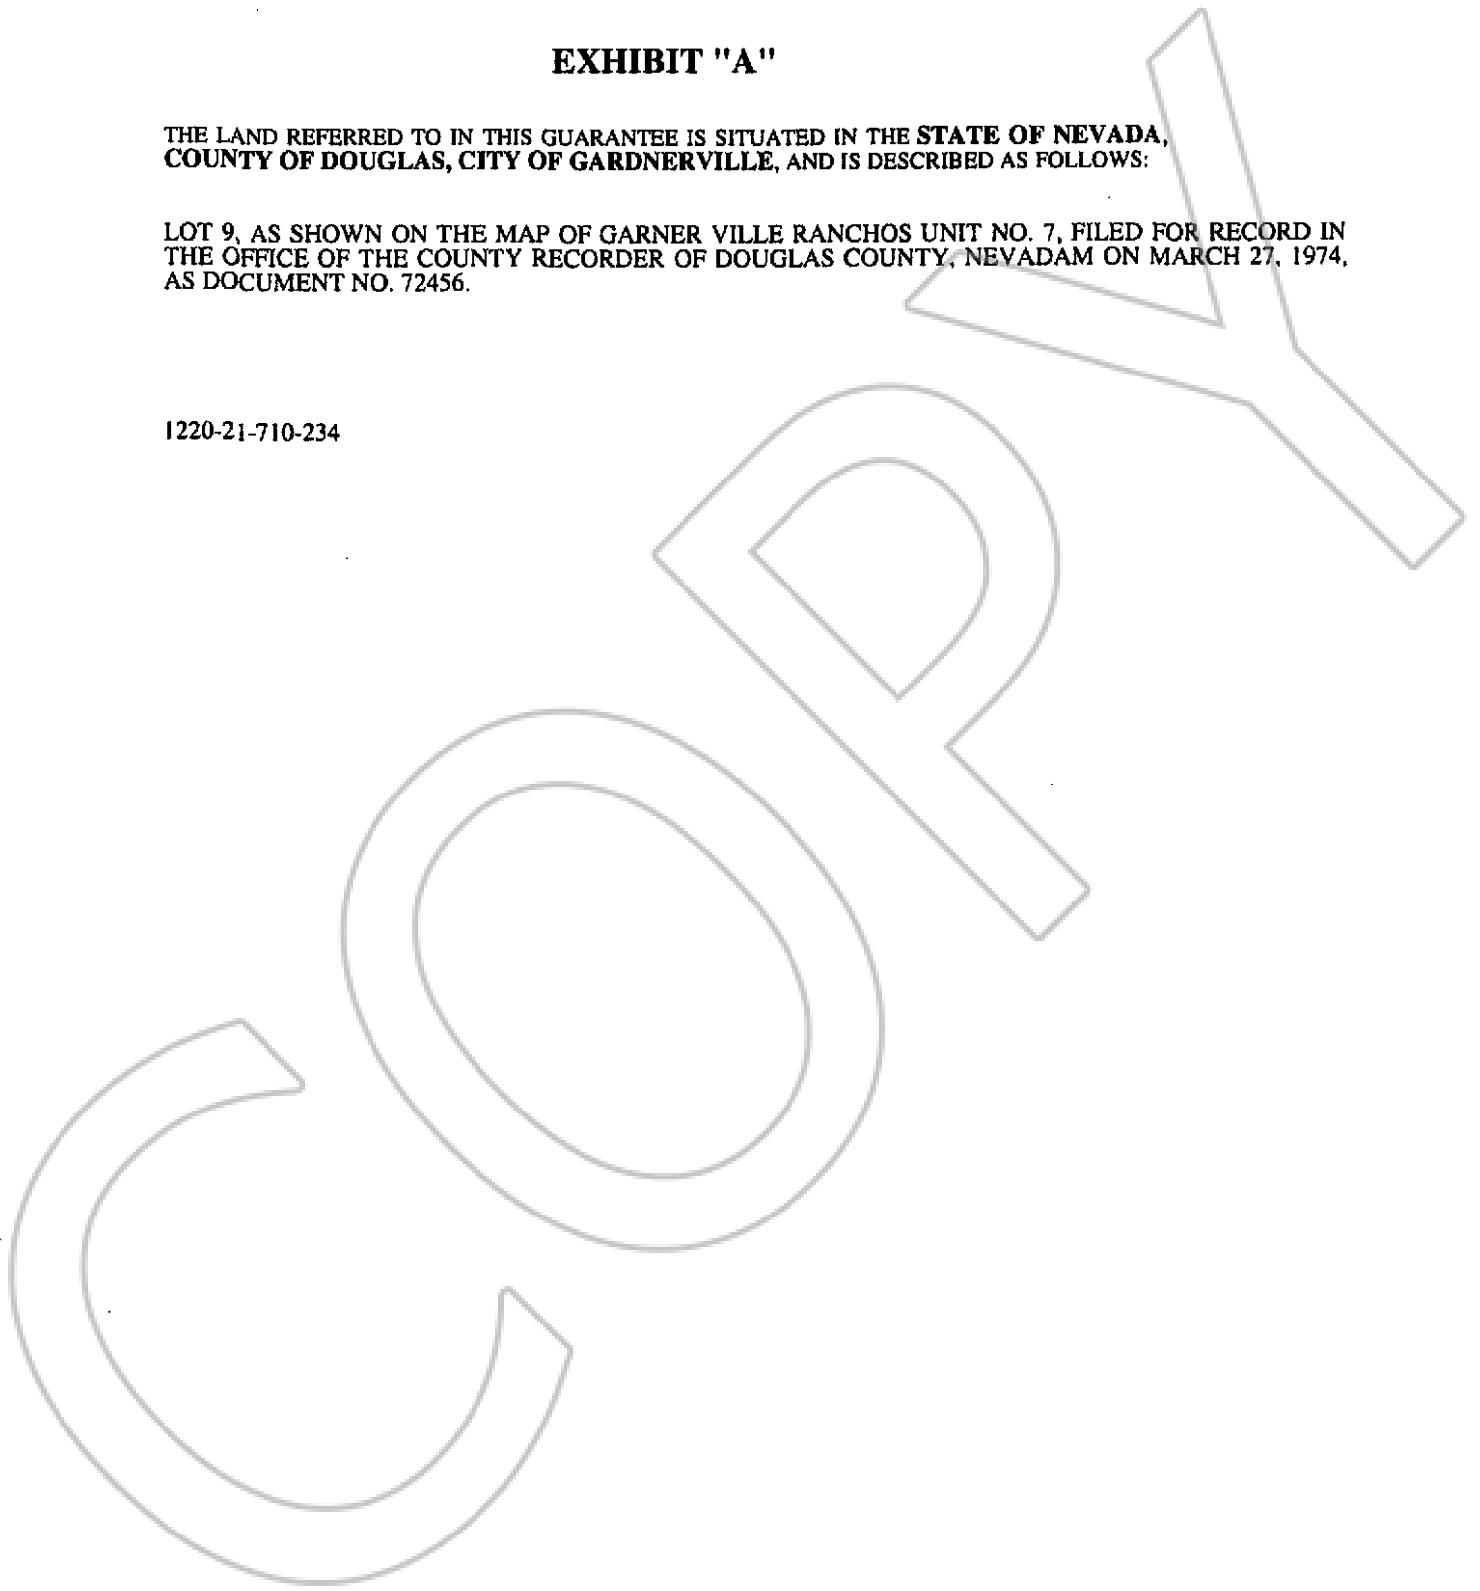 EXHIBIT "A"
THE LAND REFERRED TO IN THIS GUARANTEE IS SITUATED IN THE STATE OF NEVADA,
COUNTY OF DOUGLAS, CITY OF GARDNERVILLE, AND IS DESCRIBED AS FOLLOWS:
LOT 9, AS SHOWN ON THE MAP OF GARNER VILLE RANCHOS UNIT NO. 7, FILED FOR RECORD IN
THE OFFICE OF THE COUNTY RECORDER OF DOUGLAS COUNTY, NEVADAM ON MARCH 27, 1974,
AS DOCUMENT NO. 72456.
1220-21-710-234
COPY